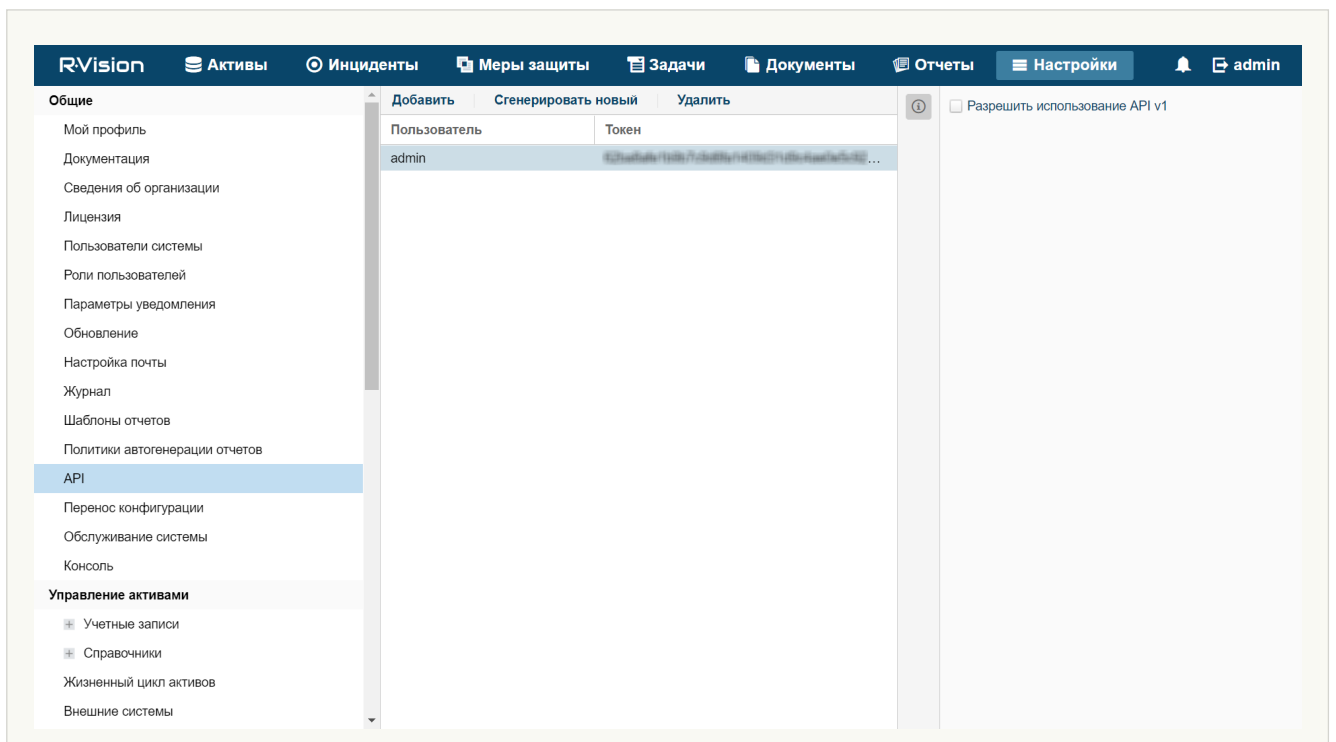 R·Vision Активы Инциденты Меры защиты Задачи Документы Отчеты Настройки admin
Общие
Мой профиль
Документация
Сведения об организации
Лицензия
Пользователи системы
Роли пользователей
Параметры уведомления
Обновление
Настройка почты
Журнал
Шаблоны отчетов
Политики автогенерации отчетов
API
Перенос конфигурации
Обслуживание системы
Консоль
Управление активами
Учетные записи
Справочники
Жизненный цикл активов
Внешние системы
Добавить Сгенерировать новый Удалить
Пользователь Токен
admin ...
Разрешить использование API v1